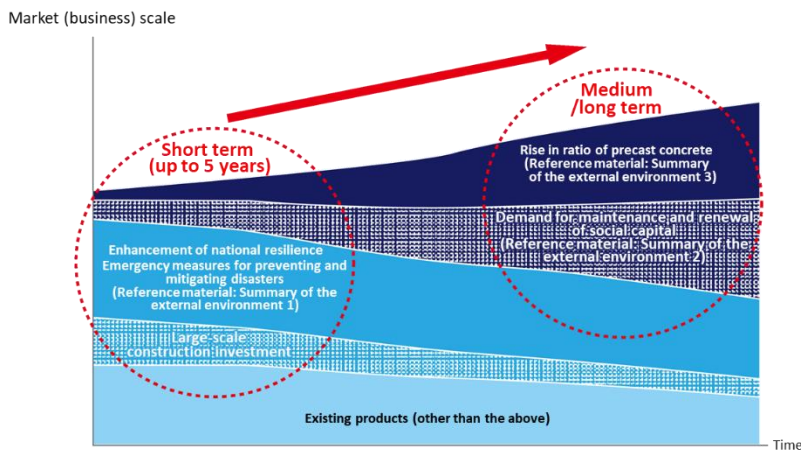 Market (business) scale
Medium
/long term
Short term
(up to 5 years)
Rise in ratio of precast concrete
(Reference material: Summary
of the external environment 3)
Demand for maintenance and renewal
of social capital
(Reference material: Summary of the
external environment 2)
Enhancement of national resilience
Emergency measures for preventing and
mitigating disasters
(Reference material: Summary of the
external environment 1)
Large-scale
construction investment
Existing products (other than the above)
Time